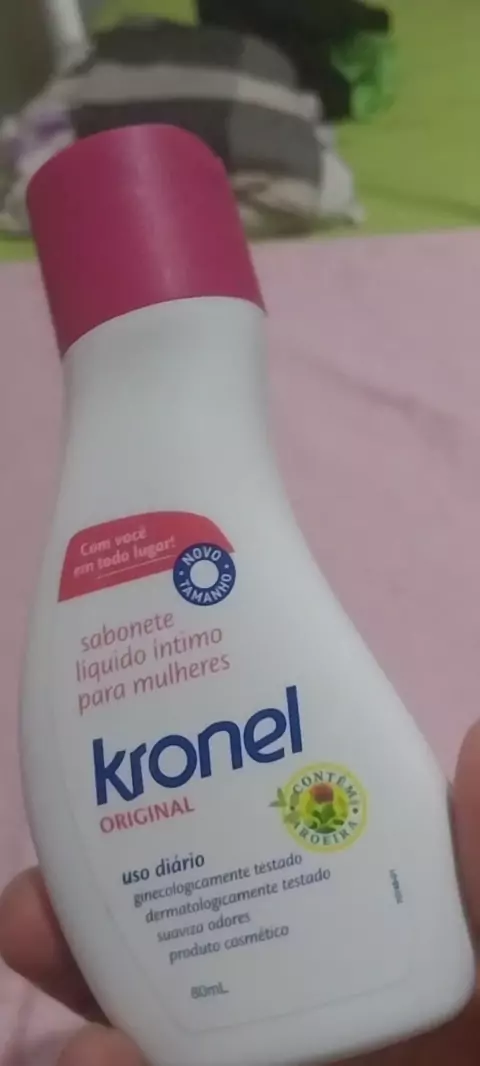 Com você
em todo lugar!
NOVO
TAMANHO
sabonete
líquido íntimo
para mulheres
kronel
ORIGINAL
CONTÉM
AROEIRA
uso diário
ginecologicamente testado
dermatologicamente testado
suaviza odores
produto cosmético
80mL